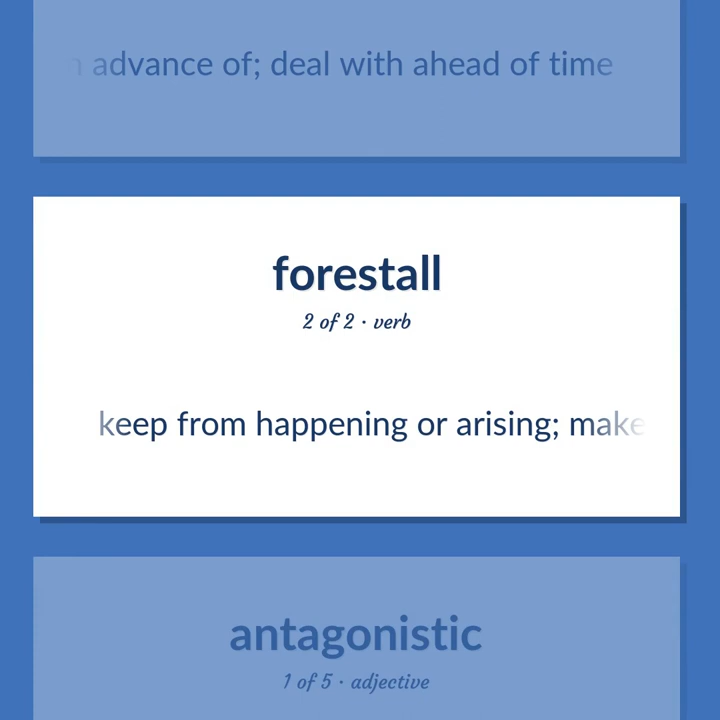 advance of; deal with ahead of time
forestall
2 of 2 · verb
keep from happening or arising; make
antagonistic
1 of 5 · adjective